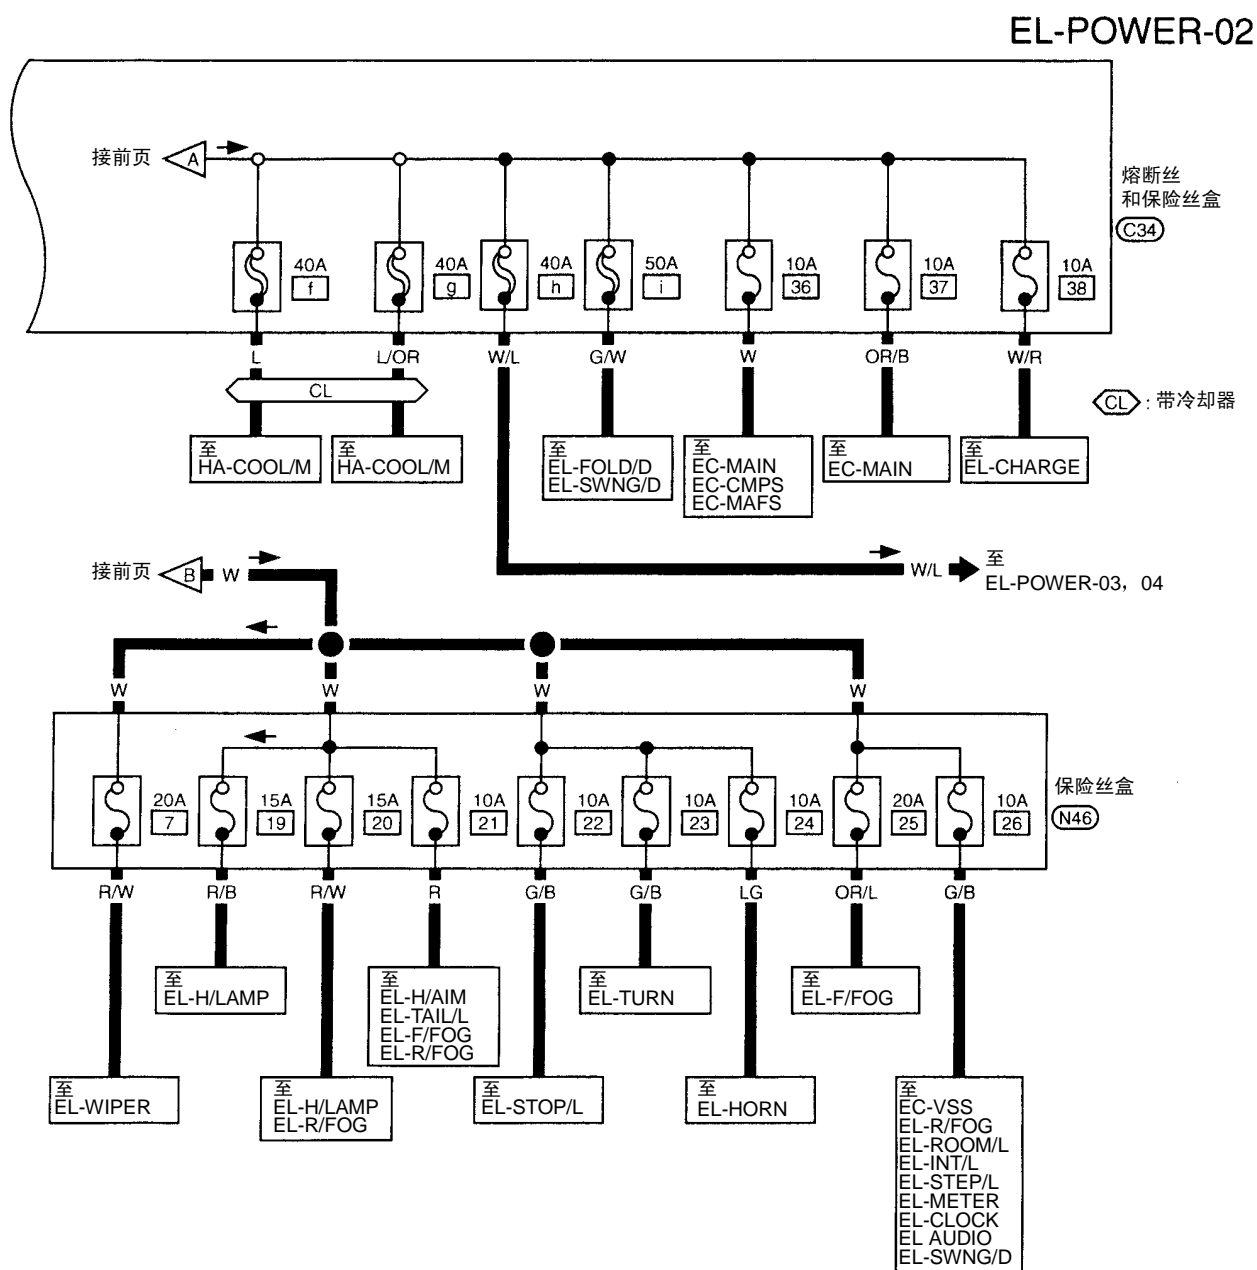 EL-POWER-02
接前页 A
熔断丝
和保险丝盒
C34
40A
f
40A
g
40A
h
50A
i
10A
36
10A
37
10A
38
L
L/OR
W/L
G/W
W
OR/B
W/R
CL
CL : 带冷却器
至
HA-COOL/M
至
HA-COOL/M
至
EL-FOLD/D
EL-SWNG/D
至
EC-MAIN
EC-CMPS
EC-MAFS
至
EC-MAIN
至
EL-CHARGE
接前页 B W
W/L
至
EL-POWER-03，04
W
W
W
W
保险丝盒
N46
20A
7
15A
19
15A
20
10A
21
10A
22
10A
23
10A
24
20A
25
10A
26
R/W
R/B
R/W
R
G/B
G/B
LG
OR/L
G/B
至
EL-H/LAMP
至
EL-H/AIM
EL-TAIL/L
EL-F/FOG
EL-R/FOG
至
EL-TURN
至
EL-F/FOG
至
EL-WIPER
至
EL-H/LAMP
EL-R/FOG
至
EL-STOP/L
至
EL-HORN
至
EC-VSS
EL-R/FOG
EL-ROOM/L
EL-INT/L
EL-STEP/L
EL-METER
EL-CLOCK
EL AUDIO
EL-SWNG/D